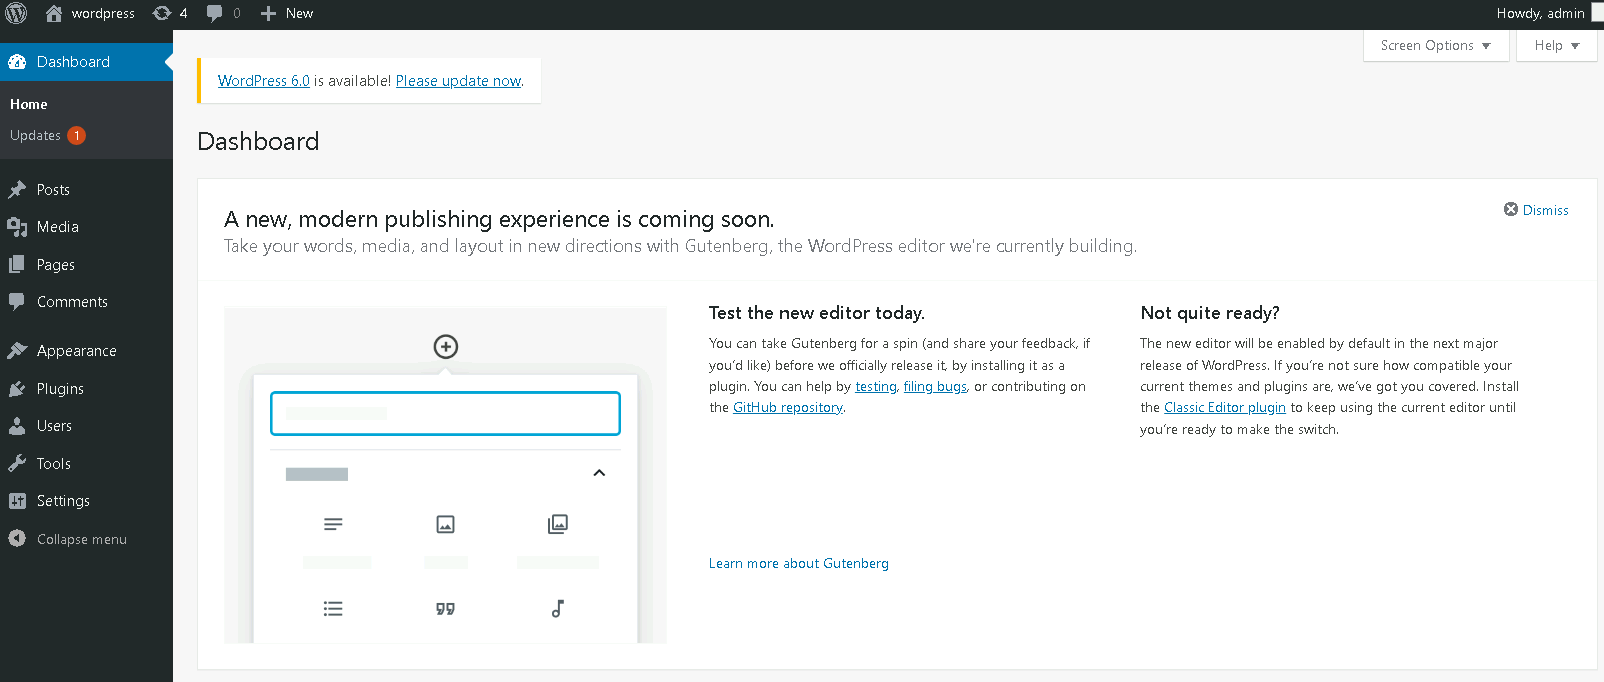 wordpress 4 0 New Howdy, admin
Dashboard
Home
Updates 1
Posts
Media
Pages
Comments
Appearance
Plugins
Users
Tools
Settings
Collapse menu
Screen Options Help
WordPress 6.0 is available! Please update now.
Dashboard
A new, modern publishing experience is coming soon.
Dismiss
Take your words, media, and layout in new directions with Gutenberg, the WordPress editor we're currently building.
Test the new editor today.
You can take Gutenberg for a spin (and share your feedback, if
you'd like) before we officially release it, by installing it as a
plugin. You can help by testing, filing bugs, or contributing on
the GitHub repository.
Learn more about Gutenberg
Not quite ready?
The new editor will be enabled by default in the next major
release of WordPress. If you're not sure how compatible your
current themes and plugins are, we've got you covered. Install
the Classic Editor plugin to keep using the current editor until
you're ready to make the switch.